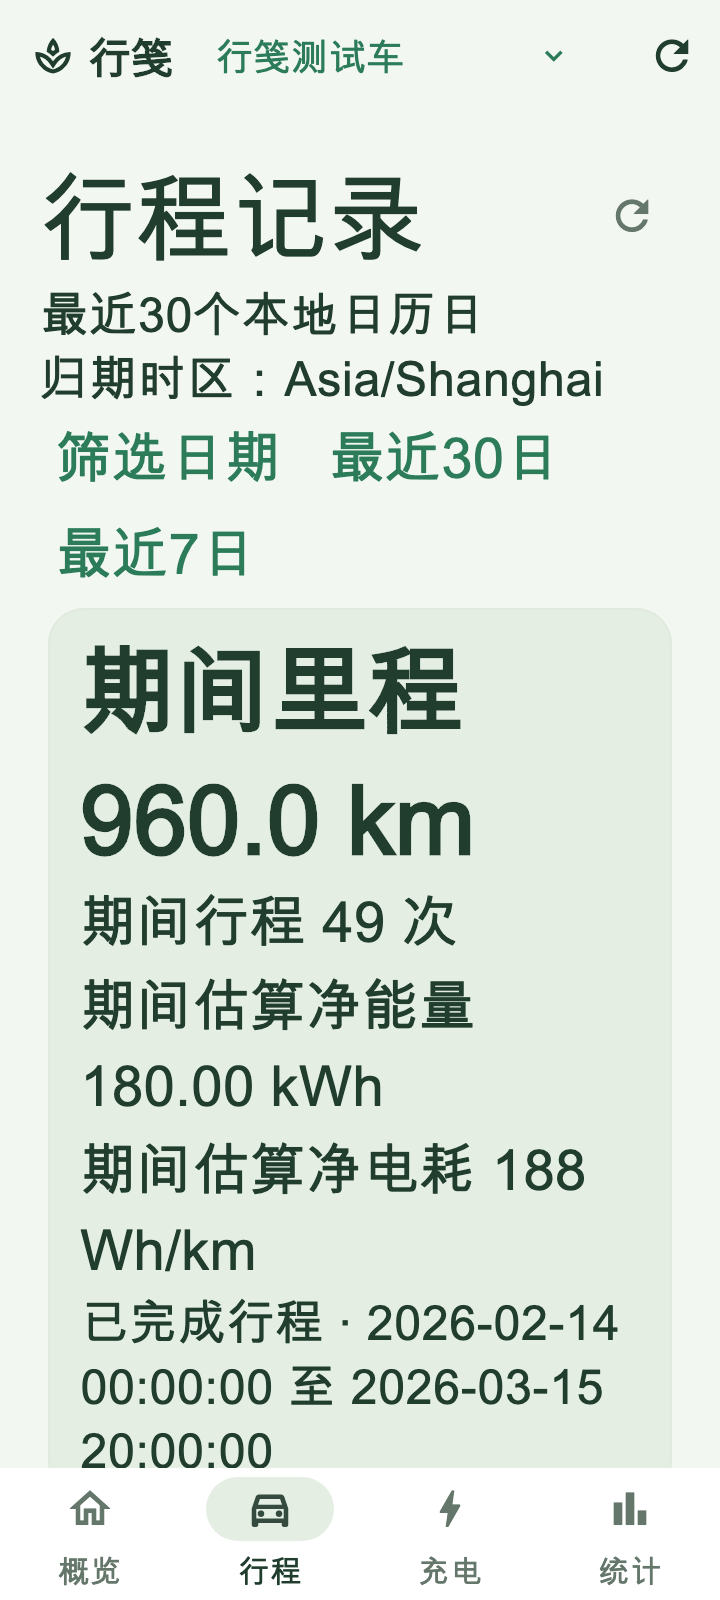 行笺 行笺测试车
行程记录
最近30个本地日历日
归期时区：Asia/Shanghai
筛选日期 最近30日
最近7日
期间里程
960.0 km
期间行程 49 次
期间估算净能量
180.00 kWh
期间估算净电耗 188
Wh/km
已完成行程 · 2026-02-14
00:00:00 至 2026-03-15
20:00:00
概览 行程 充电 统计